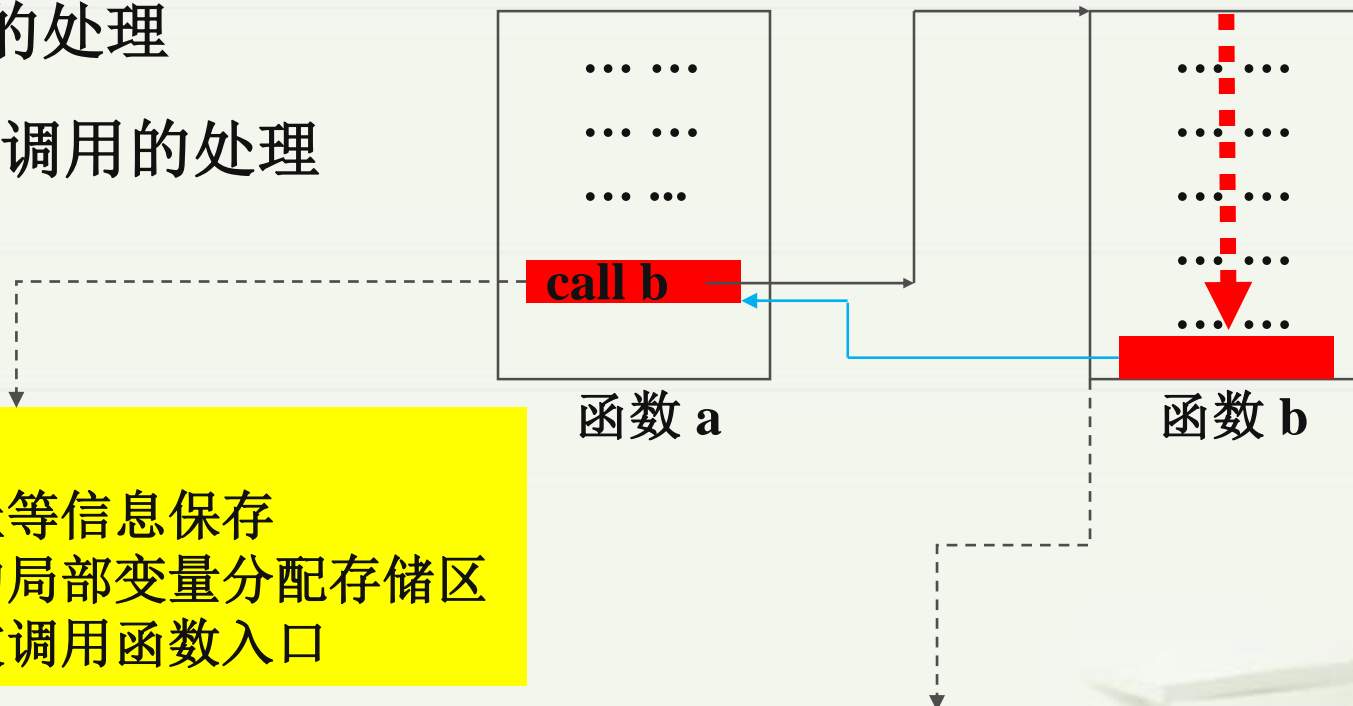 的处理
调用的处理
… …
… …
… ...
call b
函数 a
… …
… …
… …
… …
… …
函数 b
等信息保存
局部变量分配存储区
调用函数入口